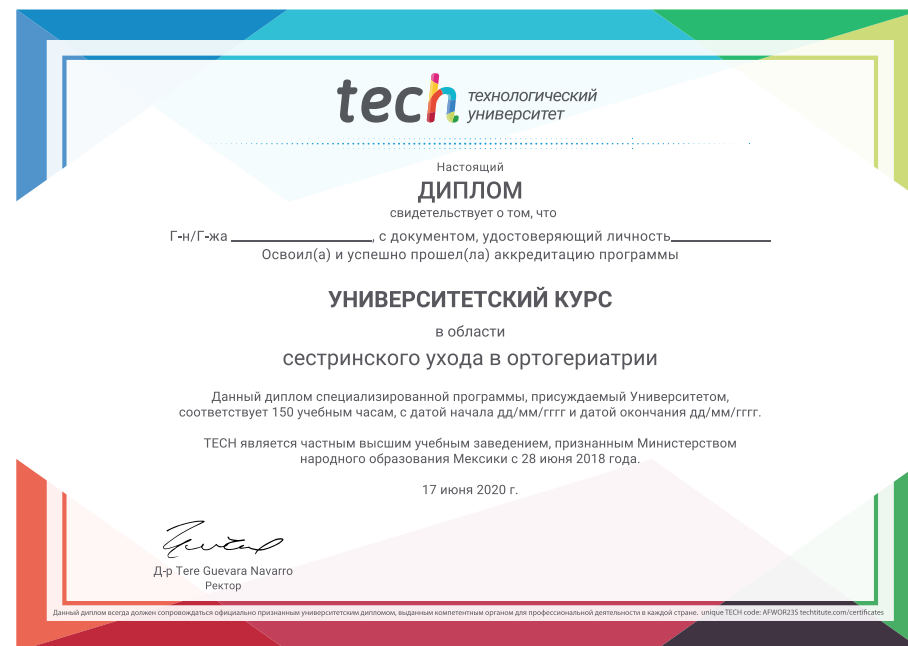 tech технологический
университет
Настоящий
ДИПЛОМ
свидетельствует о том, что
Г-н/Г-жа ____________________, с документом, удостоверяющий личность______________
Освоил(а) и успешно прошел(ла) аккредитацию программы
УНИВЕРСИТЕТСКИЙ КУРС
в области
сестринского ухода в ортогериатрии
Данный диплом специализированной программы, присуждаемый Университетом,
соответствует 150 учебным часам, с датой начала дд/мм/гггг и датой окончания дд/мм/гггг.
TECH является частным высшим учебным заведением, признанным Министерством
народного образования Мексики с 28 июня 2018 года.
17 июня 2020 г.
Д-р Tere Guevara Navarro
Ректор
Данный диплом всегда должен сопровождаться официально признанным университетским дипломом, выданным компетентным органом для профессиональной деятельности в каждой стране. unique TECH code: AFWOR23S techtitute.com/certificates